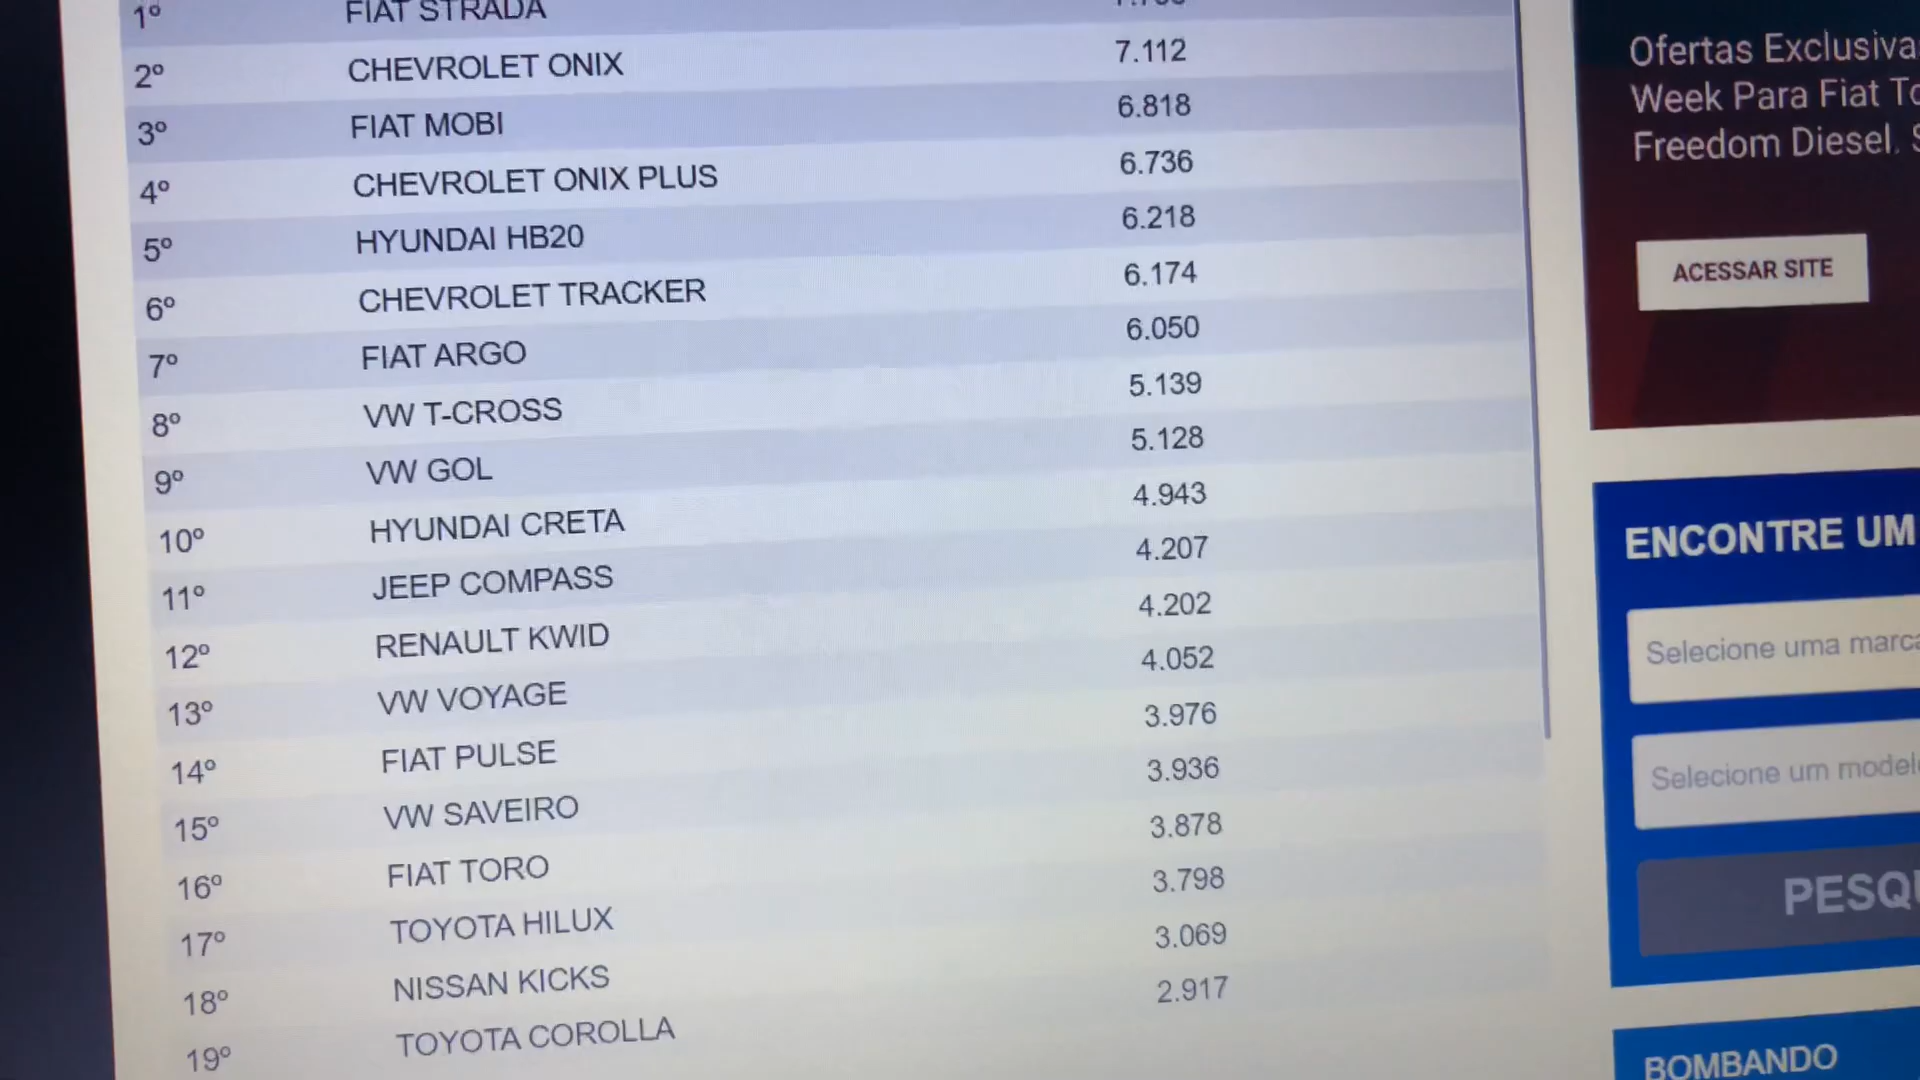 1º FIAT STRADA
2º CHEVROLET ONIX 7.112
3º FIAT MOBI 6.818
4º CHEVROLET ONIX PLUS 6.736
5º HYUNDAI HB20 6.218
6º CHEVROLET TRACKER 6.174
7º FIAT ARGO 6.050
8º VW T-CROSS 5.139
9º VW GOL 5.128
10º HYUNDAI CRETA 4.943
11º JEEP COMPASS 4.207
12º RENAULT KWID 4.202
13º VW VOYAGE 4.052
14º FIAT PULSE 3.976
15º VW SAVEIRO 3.936
16º FIAT TORO 3.878
17º TOYOTA HILUX 3.798
18º NISSAN KICKS 3.069
19º TOYOTA COROLLA 2.917
Ofertas Exclusiva
Week Para Fiat To
Freedom Diesel. S
ACESSAR SITE
ENCONTRE UM
Selecione uma marca
Selecione um modelo
PESQU
BOMBANDO